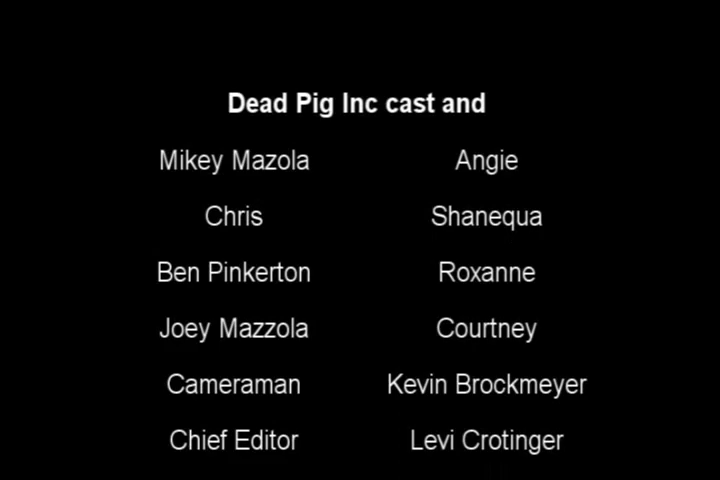 Dead Pig Inc cast and
Mikey Mazola Angie
Chris Shanequa
Ben Pinkerton Roxanne
Joey Mazzola Courtney
Cameraman Kevin Brockmeyer
Chief Editor Levi Crotinger